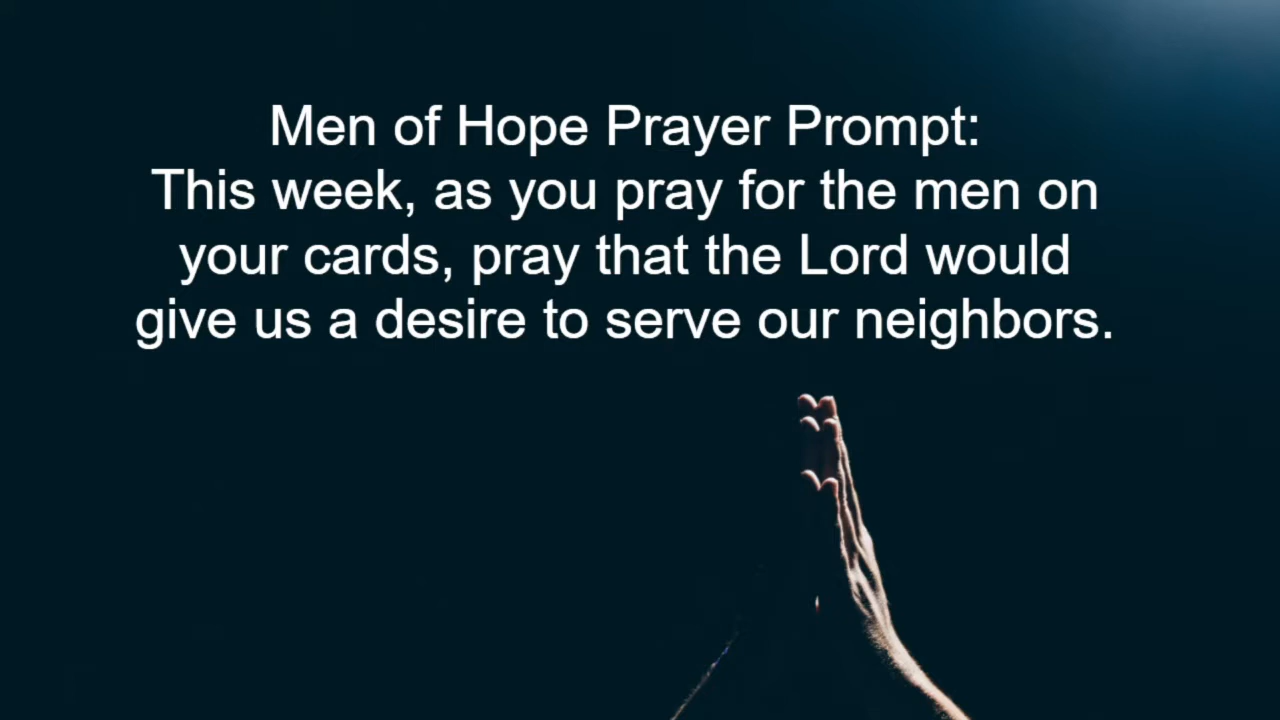 Men of Hope Prayer Prompt:
This week, as you pray for the men on
your cards, pray that the Lord would
give us a desire to serve our neighbors.